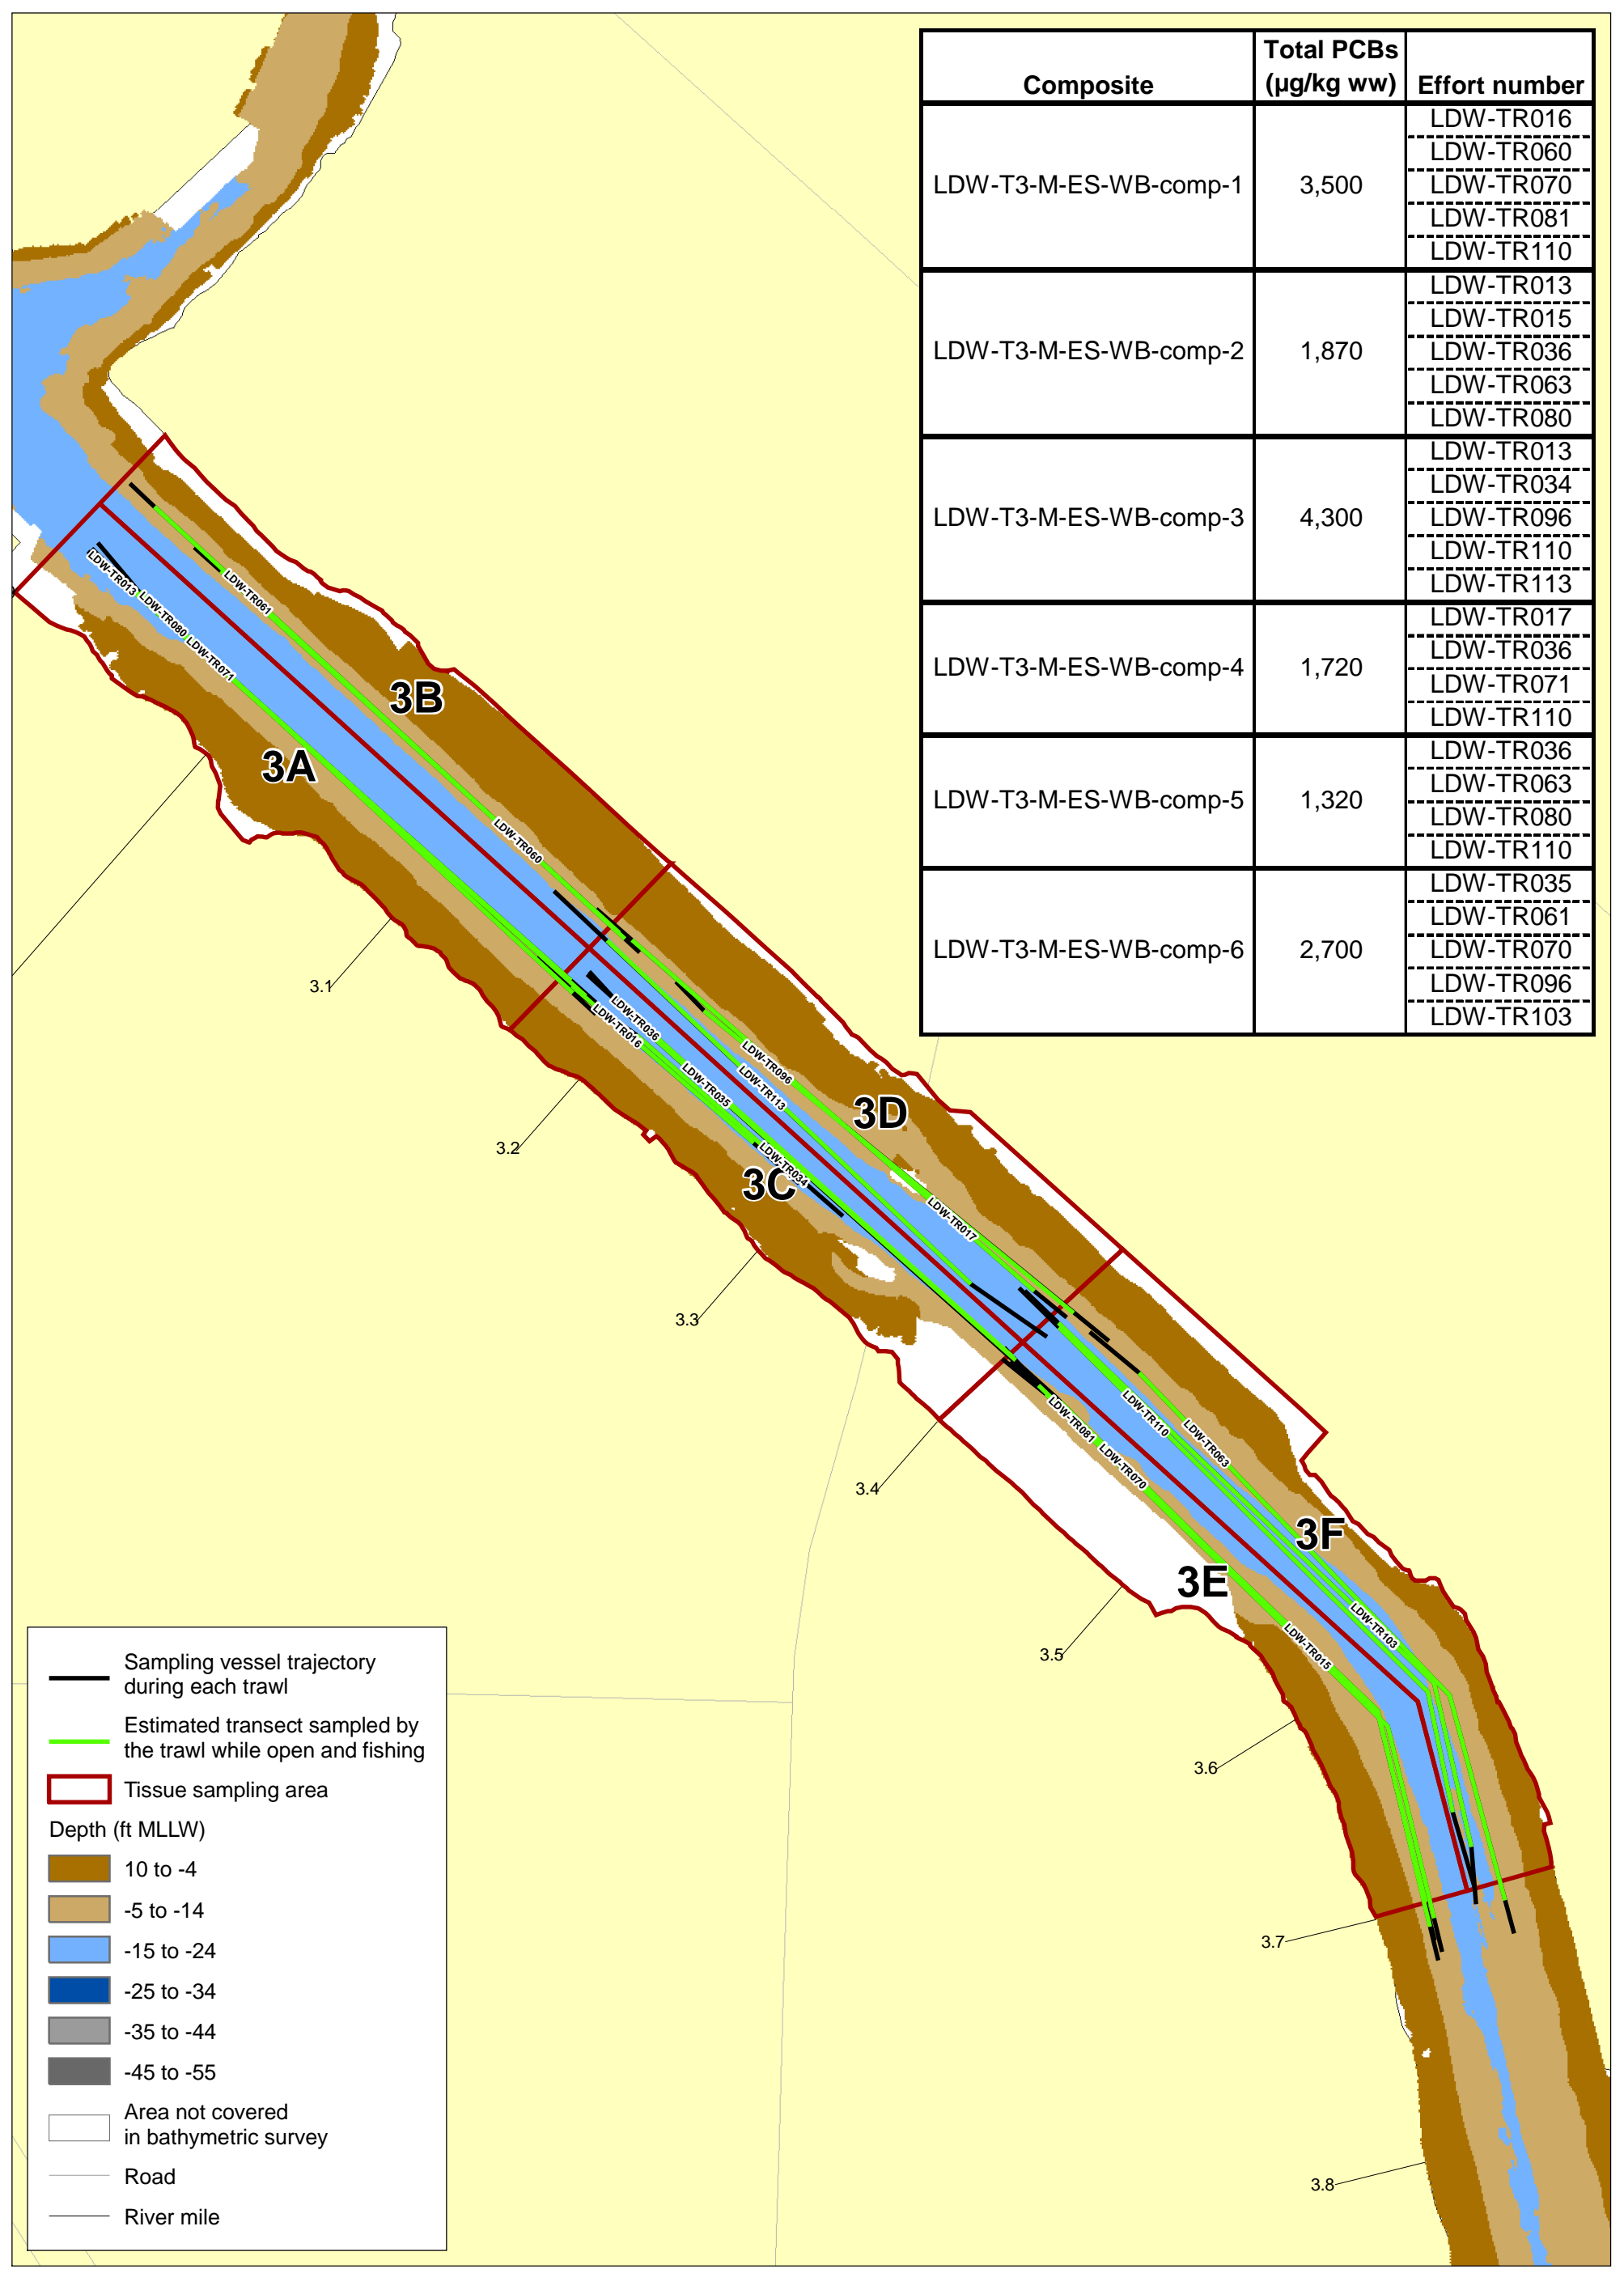 Composite
Total PCBs
(µg/kg ww)
Effort number
LDW-T3-M-ES-WB-comp-1
3,500
LDW-TR016
LDW-TR060
LDW-TR070
LDW-TR081
LDW-TR110
LDW-T3-M-ES-WB-comp-2
1,870
LDW-TR013
LDW-TR015
LDW-TR036
LDW-TR063
LDW-TR080
LDW-T3-M-ES-WB-comp-3
4,300
LDW-TR013
LDW-TR034
LDW-TR096
LDW-TR110
LDW-TR113
LDW-T3-M-ES-WB-comp-4
1,720
LDW-TR017
LDW-TR036
LDW-TR071
LDW-TR110
LDW-T3-M-ES-WB-comp-5
1,320
LDW-TR036
LDW-TR063
LDW-TR080
LDW-TR110
LDW-T3-M-ES-WB-comp-6
2,700
LDW-TR035
LDW-TR061
LDW-TR070
LDW-TR096
LDW-TR103
LDW-TR013
LDW-TR080
LDW-TR071
LDW-TR061
3B
3A
LDW-TR060
3.1
LDW-TR036
LDW-TR016
LDW-TR035
LDW-TR096
LDW-TR113
3D
3.2
LDW-TR034
3C
LDW-TR017
3.3
LDW-TR081
LDW-TR110
LDW-TR063
LDW-TR070
3.4
3F
3E
LDW-TR103
LDW-TR015
3.5
3.6
3.7
3.8
Sampling vessel trajectory
during each trawl
Estimated transect sampled by
the trawl while open and fishing
Tissue sampling area
Depth (ft MLLW)
10 to -4
-5 to -14
-15 to -24
-25 to -34
-35 to -44
-45 to -55
Area not covered
in bathymetric survey
Road
River mile